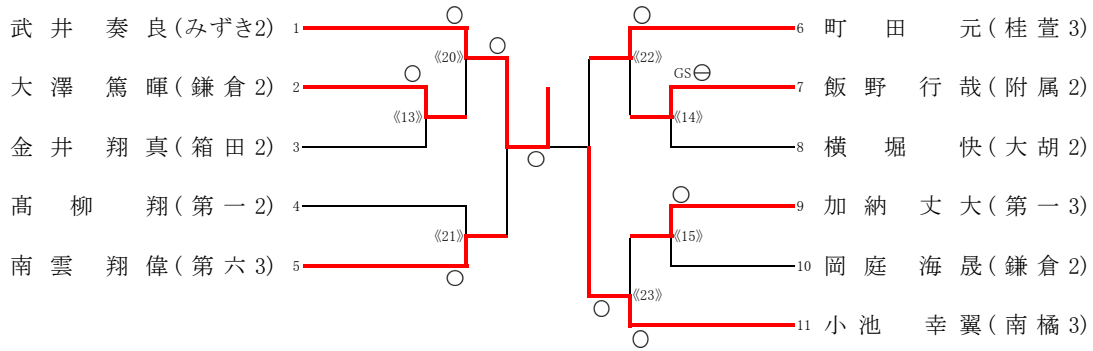 武井 奏良(みずき2) 1
大澤 篤暉(鎌倉2) 2
金井 翔真(箱田2) 3
髙柳 翔(第一2) 4
南雲 翔偉(第六3) 5
《20》
《13》
《21》
《22》
GS
《14》
《15》
《23》
6 町田 元(桂萱3)
7 飯野 行哉(附属2)
8 横堀 快(大胡2)
9 加納 丈大(第一3)
10 岡庭 海晟(鎌倉2)
11 小池 幸翼(南橘3)